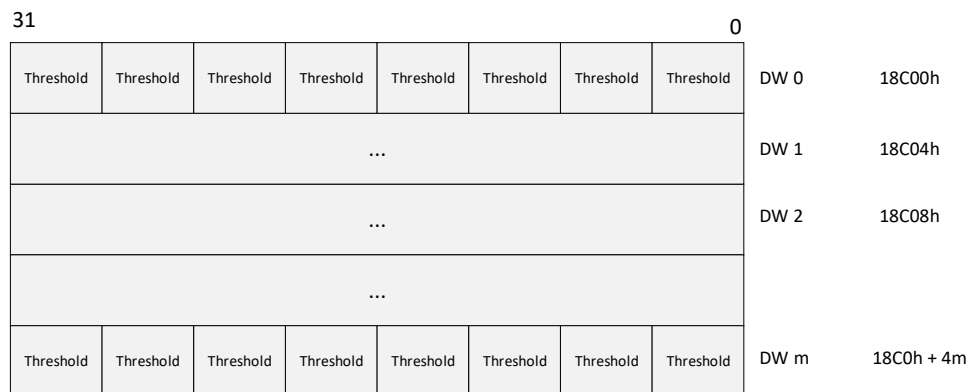 31 0
Threshold Threshold Threshold Threshold Threshold Threshold Threshold Threshold DW 0 18C00h
... DW 1 18C04h
... DW 2 18C08h
...
Threshold Threshold Threshold Threshold Threshold Threshold Threshold Threshold DW m 18C0h + 4m